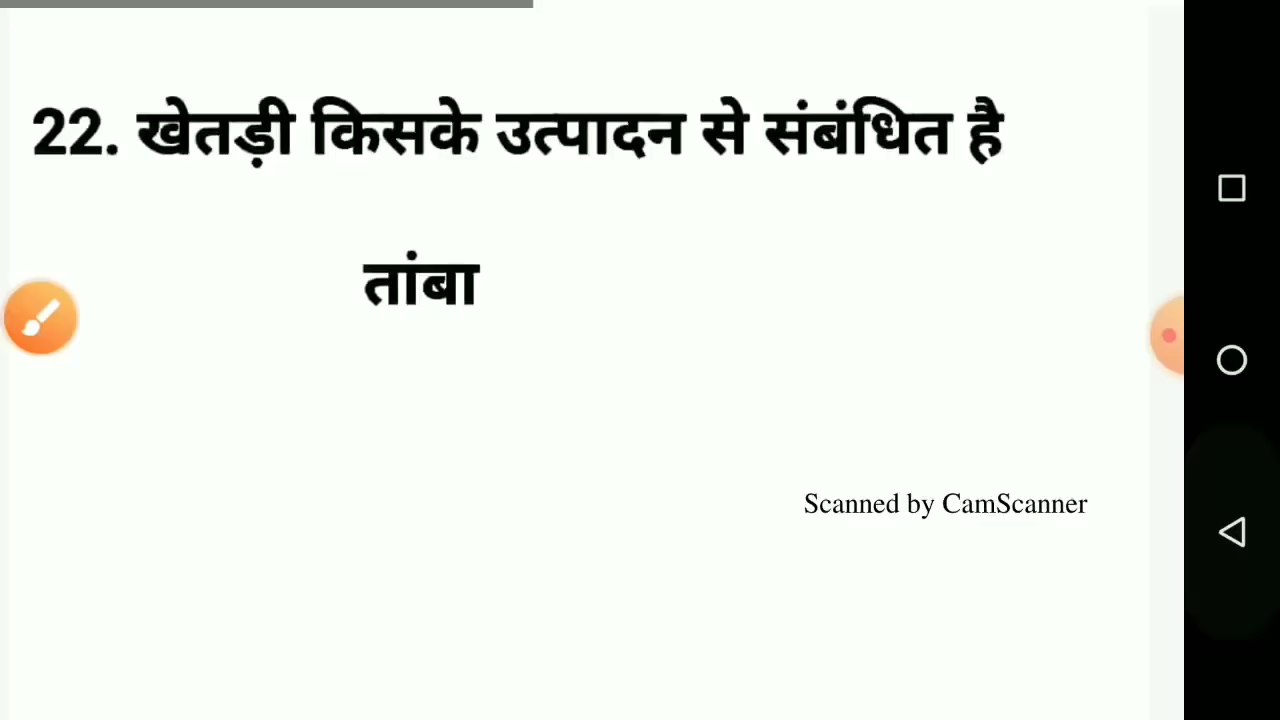 22. खेतड़ी किसके उत्पादन से संबंधित है
तांबा
Scanned by CamScanner